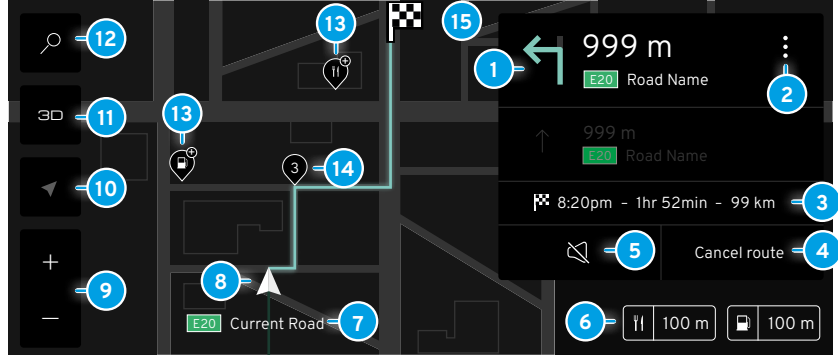 13
15
12
999 m
1
E20 Road Name
2
3D
11
13
999 m
E20 Road Name
3
14
10
8:20pm - 1hr 52min - 99 km
3
5
Cancel route
4
+
9
–
8
E20 Current Road
7
6
100 m
100 m